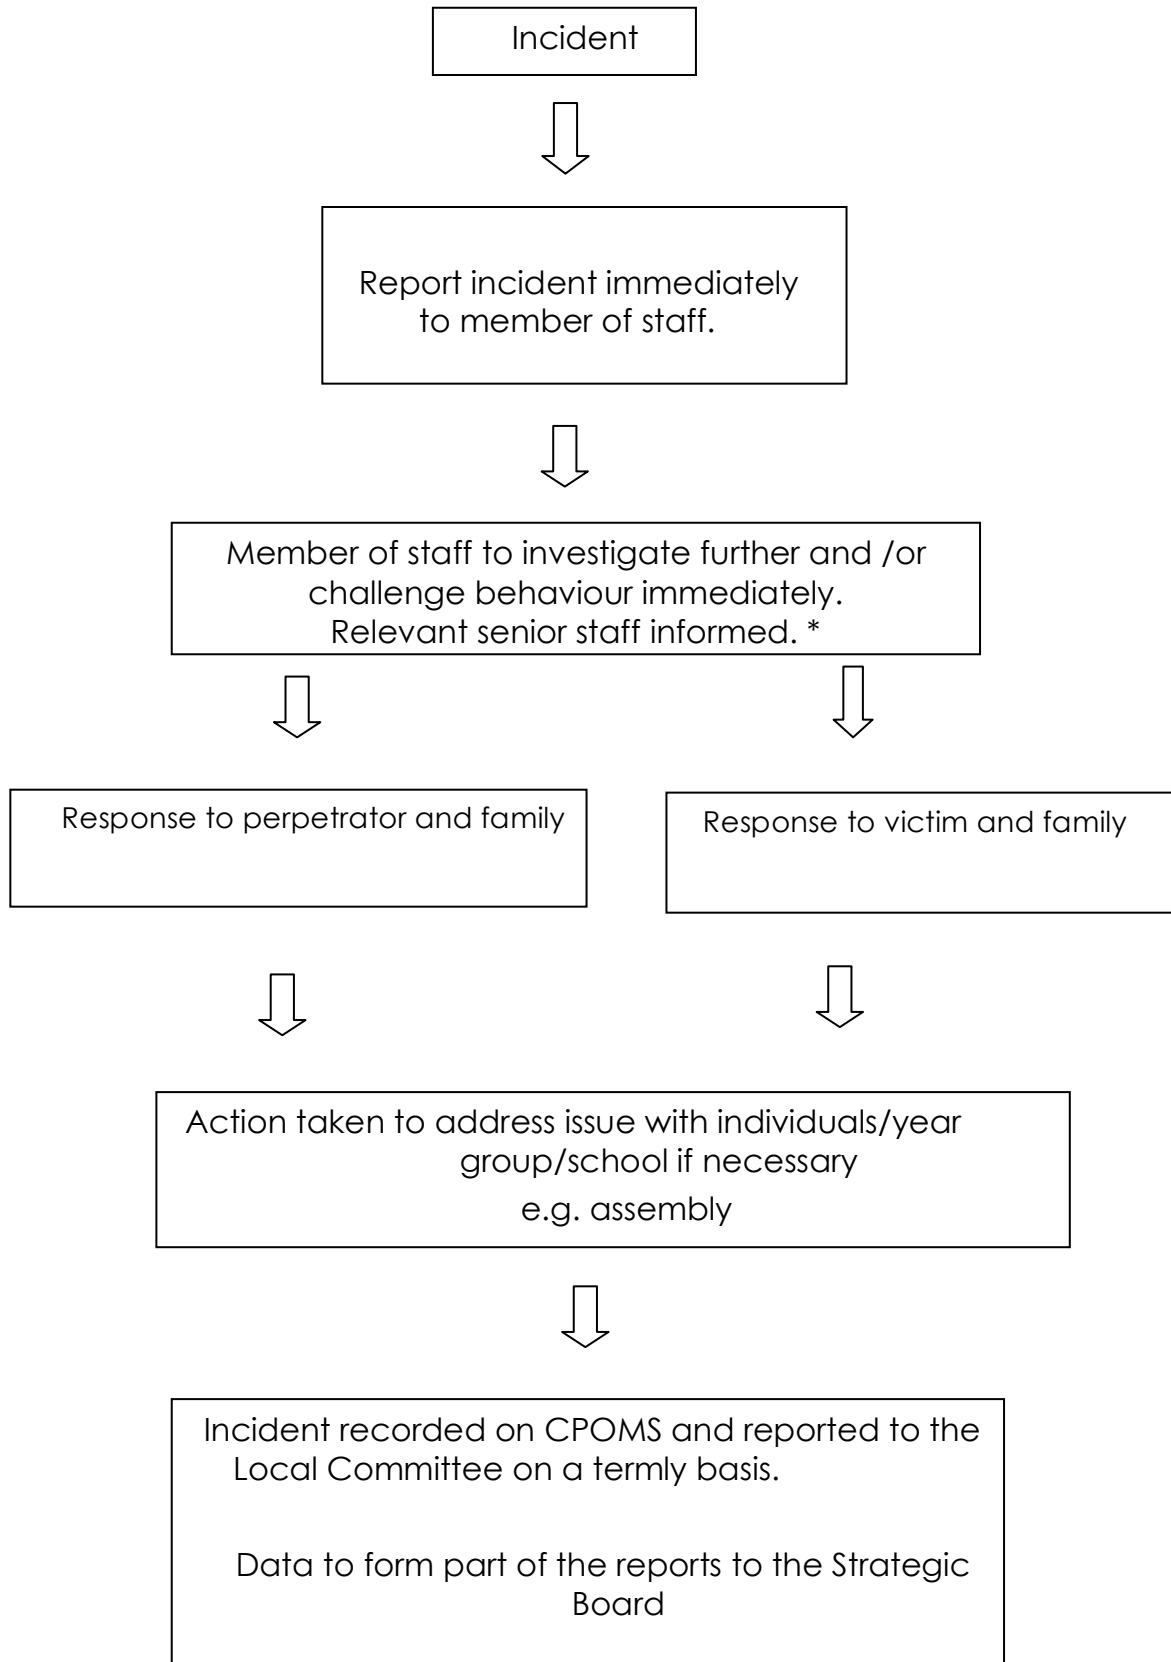 Incident
Report incident immediately
to member of staff.
Member of staff to investigate further and /or
challenge behaviour immediately.
Relevant senior staff informed. *
Response to perpetrator and family
Response to victim and family
Action taken to address issue with individuals/year
group/school if necessary
e.g. assembly
Incident recorded on CPOMS and reported to the
Local Committee on a termly basis.
Data to form part of the reports to the Strategic
Board